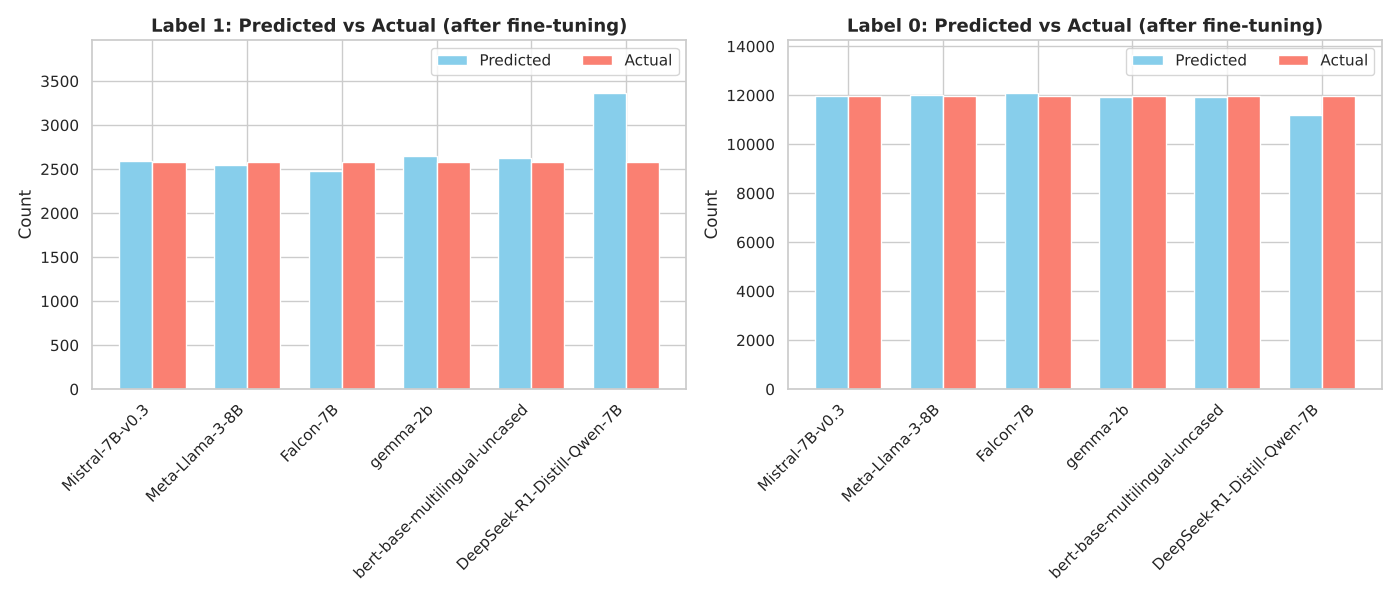 Label 1: Predicted vs Actual (after fine-tuning)
Predicted
Actual
3500
3000
2500
2000
1500
1000
500
0
Count
Mistral-7B-v0.3
Meta-Llama-3-8B
Falcon-7B
gemma-2b
bert-base-multilingual-uncased
DeepSeek-R1-Distill-Qwen-7B
Label 0: Predicted vs Actual (after fine-tuning)
Predicted
Actual
14000
12000
10000
8000
6000
4000
2000
0
Count
Mistral-7B-v0.3
Meta-Llama-3-8B
Falcon-7B
gemma-2b
bert-base-multilingual-uncased
DeepSeek-R1-Distill-Qwen-7B